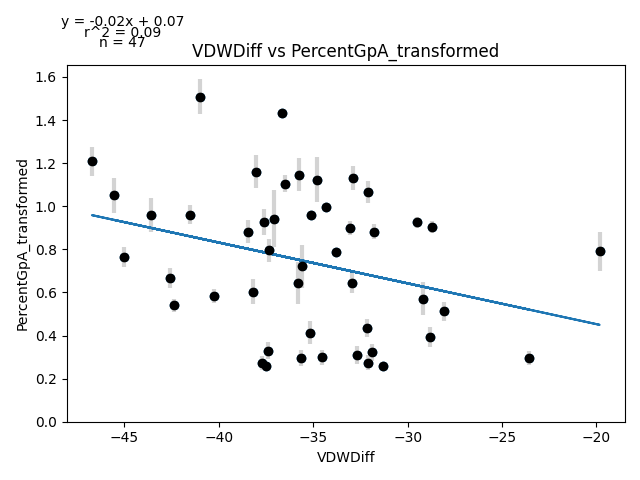 y = -0.02x + 0.07
r^2 = 0.09
n = 47
VDWDiff vs PercentGpA_transformed
1.6
1.4
1.2
1.0
0.8
0.6
0.4
0.2
0.0
PercentGpA_transformed
−45 −40 −35 −30 −25 −20
VDWDiff